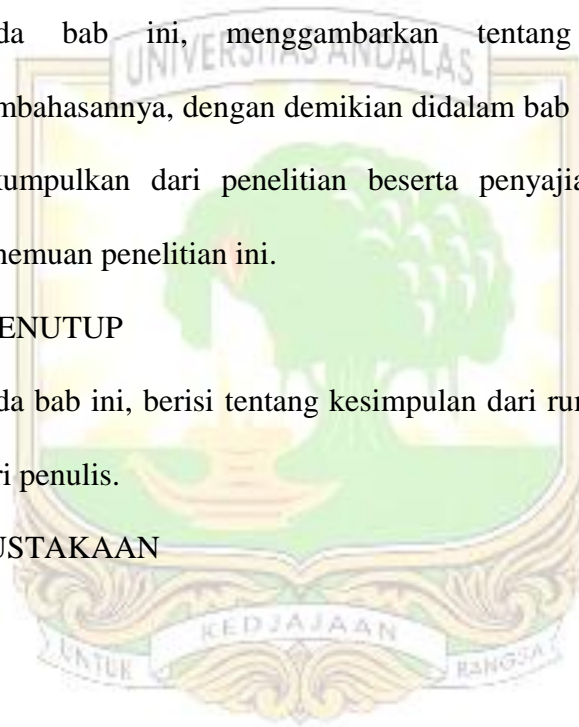 UNIVERSITAS ANDALAS
da bab ini, menggambarkan tentang
mbahasannya, dengan demikian didalam bab
kumpulkan dari penelitian beserta penyajia
nemuan penelitian ini.
ENUTUP
da bab ini, berisi tentang kesimpulan dari ru
ri penulis.
USTAKAAN
KEDJAJAAN
UNTUK BANGSA